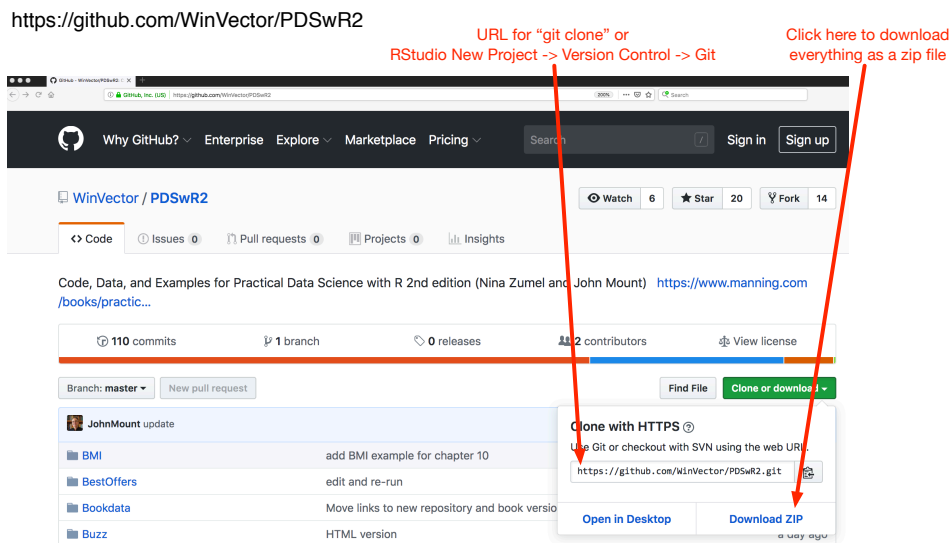 https://github.com/WinVector/PDSwR2
URL for “git clone” or
RStudio New Project -> Version Control -> Git
Click here to download
everything as a zip file
GitHub, Inc. (US) https://github.com/WinVector/PDSwR2
200%
Search
Why GitHub? Enterprise Explore Marketplace Pricing
Search /
Sign in Sign up
WinVector / PDSwR2
Watch 6 Star 20 Fork 14
Code Issues 0 Pull requests 0 Projects 0 Insights
Code, Data, and Examples for Practical Data Science with R 2nd edition (Nina Zumel and John Mount) https://www.manning.com
/books/practic...
110 commits 1 branch 0 releases 2 contributors View license
Branch: master New pull request Find File Clone or download
JohnMount update
BMI add BMI example for chapter 10
BestOffers edit and re-run
Bookdata Move links to new repository and book versio
Buzz HTML version a day ago
Clone with HTTPS ?
Use Git or checkout with SVN using the web URL.
https://github.com/WinVector/PDSwR2.git
Open in Desktop Download ZIP